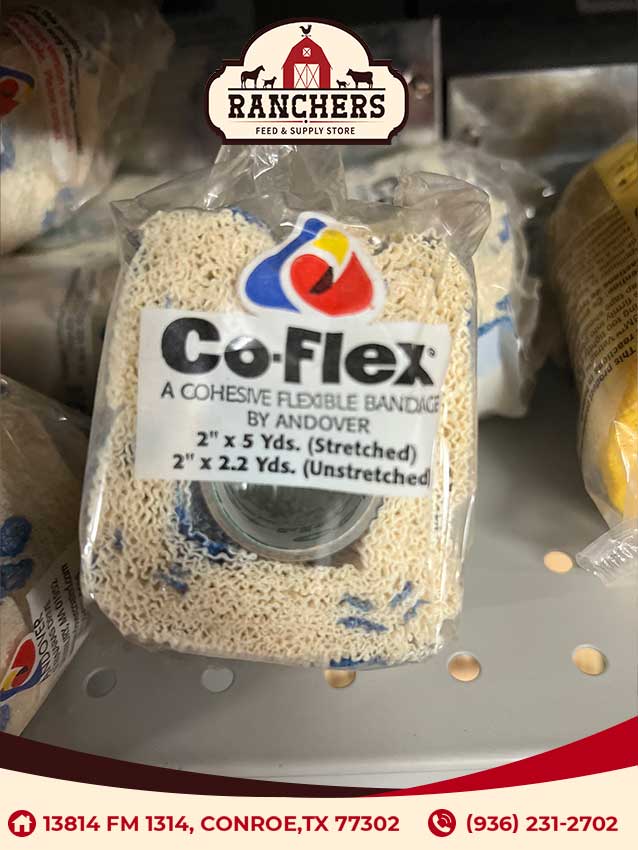 RANCHERS
FEED & SUPPLY STORE
Co-Flex®
A COHESIVE FLEXIBLE BANDAGE
BY ANDOVER
2" x 5 Yds. (Stretched)
2" x 2.2 Yds. (Unstretched)
ANDOVER
13814 FM 1314, CONROE,TX 77302
(936) 231-2702